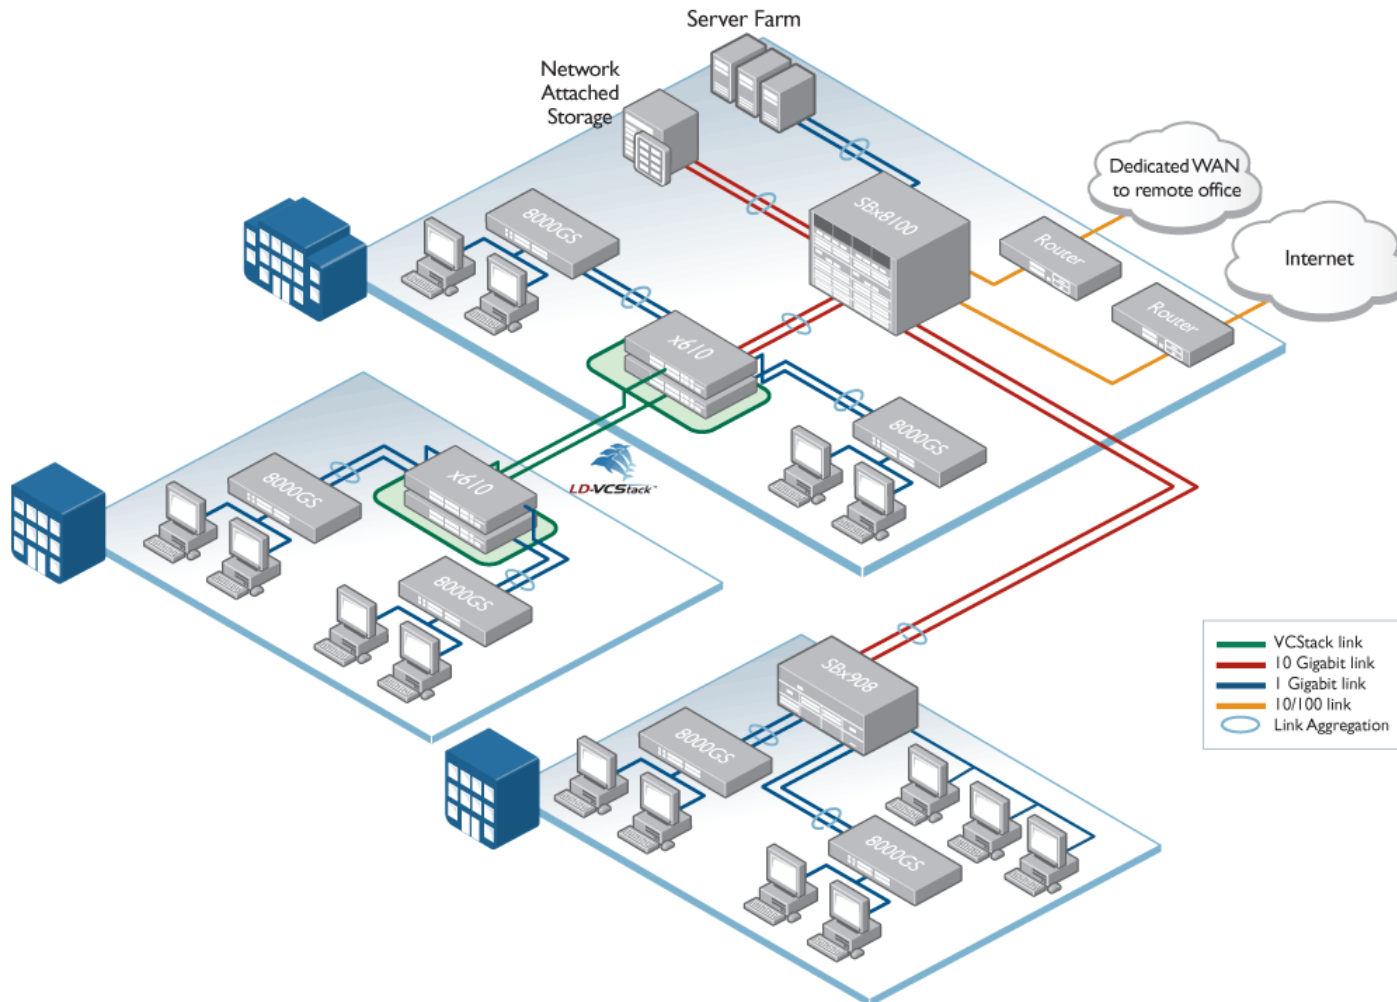 Server Farm
Network
Attached
Storage
Dedicated WAN
to remote office
Internet
8000GS
SBx8100
Router
Router
x610
8000GS
x610
8000GS
LD-VCStack™
8000GS
VCStack link
10 Gigabit link
1 Gigabit link
10/100 link
Link Aggregation
SBx908
8000GS
8000GS